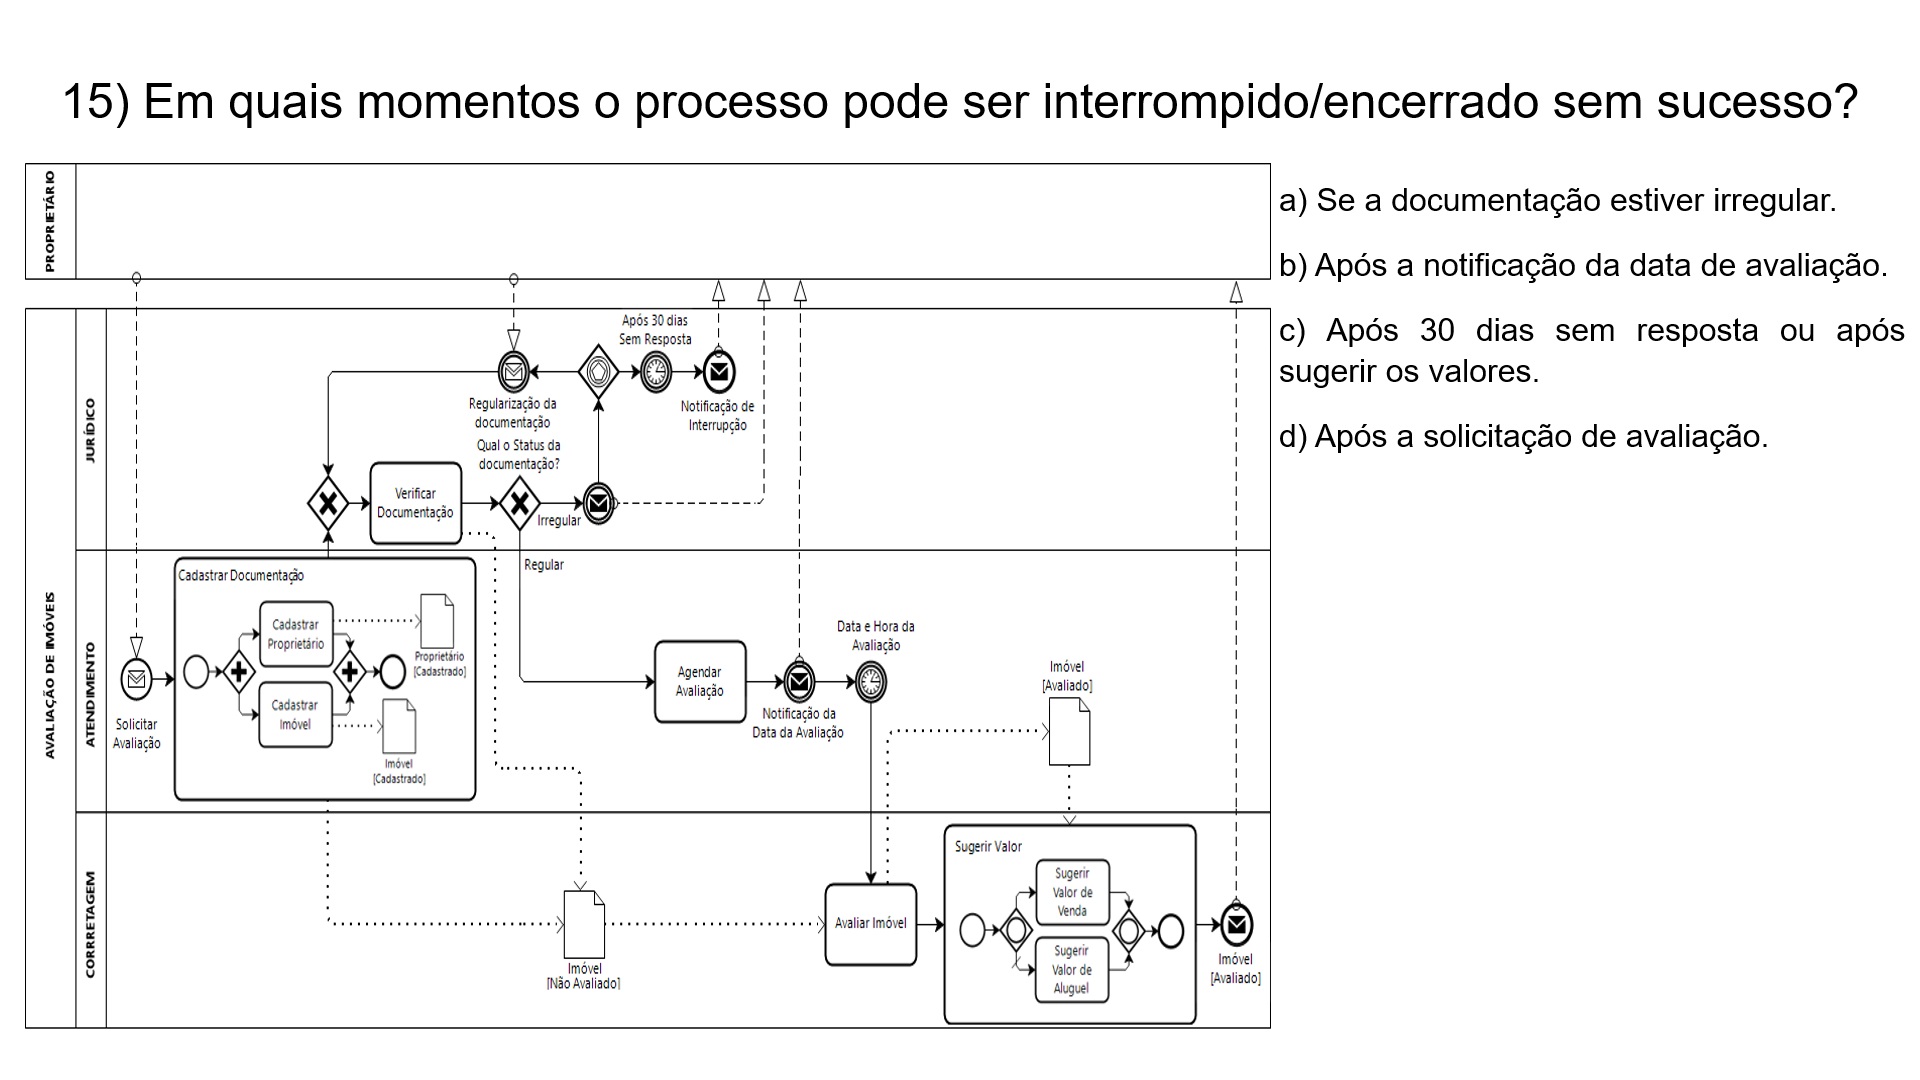 15) Em quais momentos o processo pode ser interrompido/encerrado sem sucesso?
PROPRIETÁRIO
a) Se a documentação estiver irregular.
b) Após a notificação da data de avaliação.
c) Após 30 dias sem resposta ou após
sugerir os valores.
d) Após a solicitação de avaliação.
AVALIAÇÃO DE IMÓVEIS
JURÍDICO
Após 30 dias
Sem Resposta
Regularização da
documentação
Notificação de
Interrupção
Qual o Status da
documentação?
Verificar
Documentação
Irregular
Regular
ATENDIMENTO
Solicitar
Avaliação
Cadastrar Documentação
Cadastrar
Proprietário
Cadastrar
Imóvel
Proprietário
[Cadastrado]
Imóvel
[Cadastrado]
Agendar
Avaliação
Notificação da
Data da Avaliação
Data e Hora da
Avaliação
Imóvel
[Avaliado]
CORRETAGEM
Imóvel
[Não Avaliado]
Avaliar Imóvel
Sugerir Valor
Sugerir
Valor de
Venda
Sugerir
Valor de
Aluguel
Imóvel
[Avaliado]